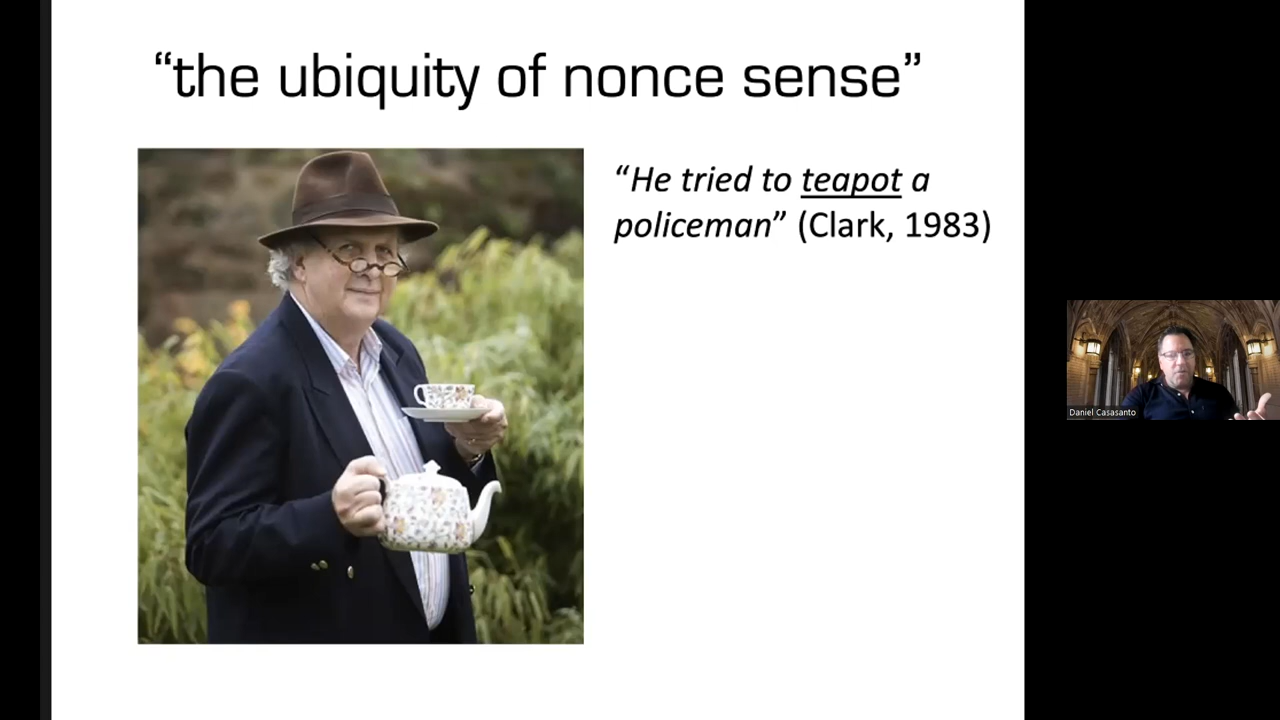 “the ubiquity of nonce sense”
“He tried to teapot a
policeman” (Clark, 1983)
Daniel Casasanto